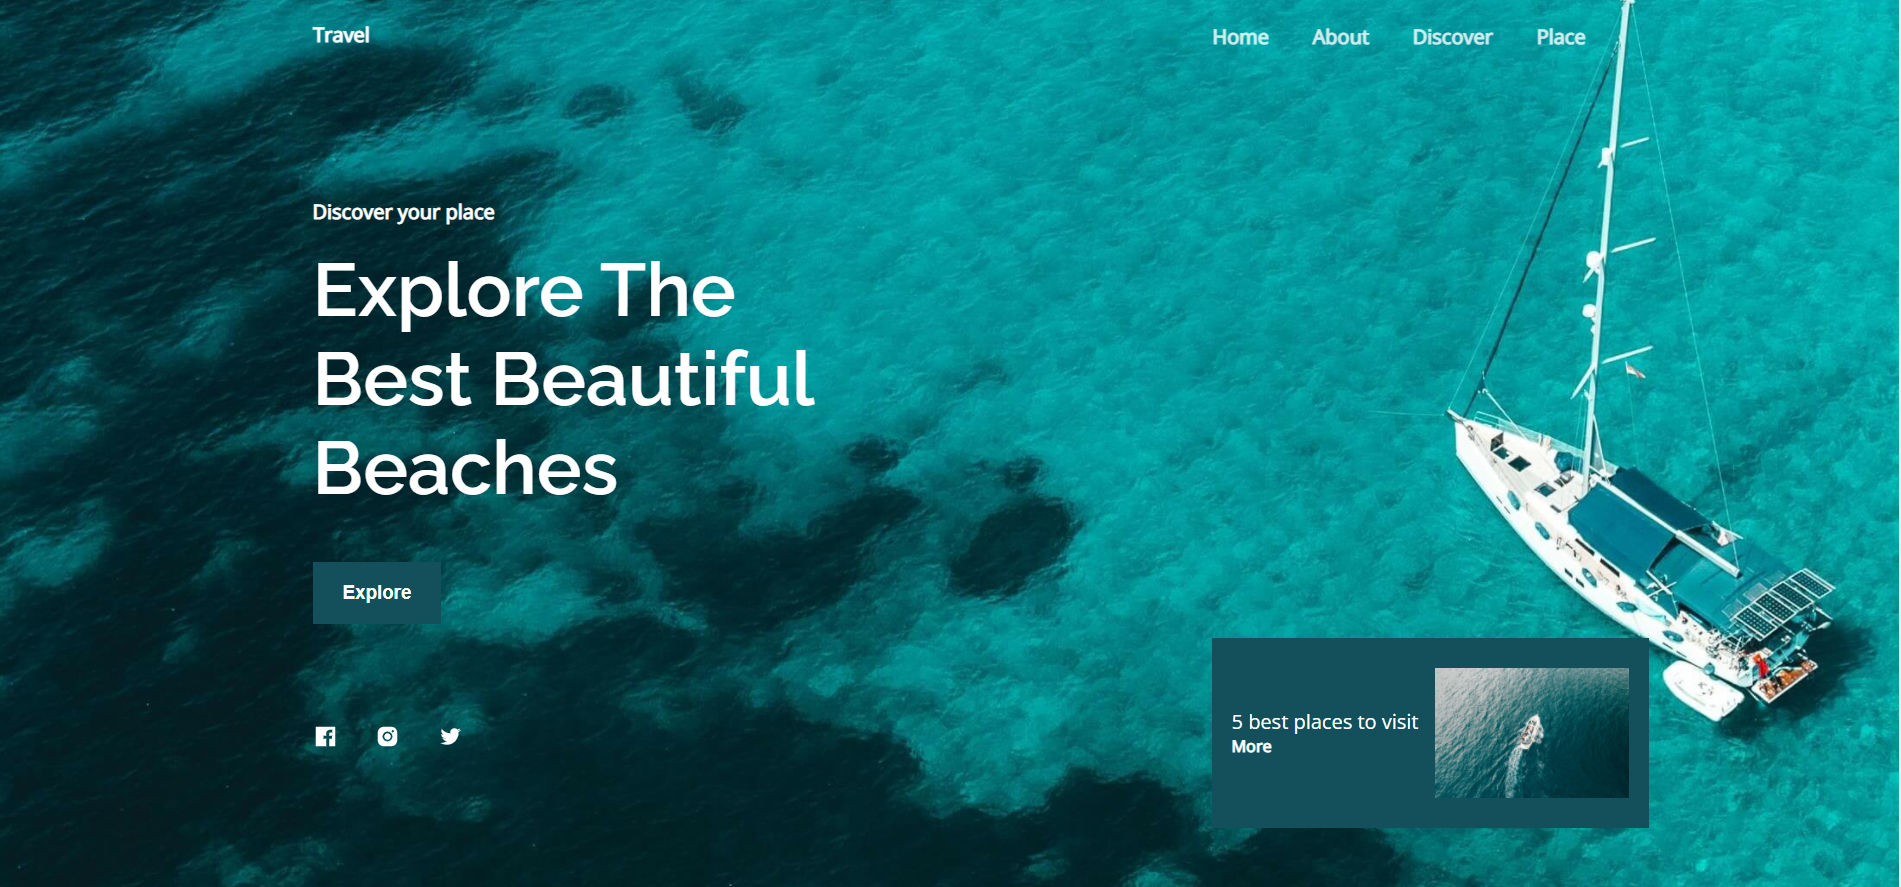 Travel
Home
About
Discover
Place
Discover your place
Explore The
Best Beautiful
Beaches
Explore
5 best places to visit
More